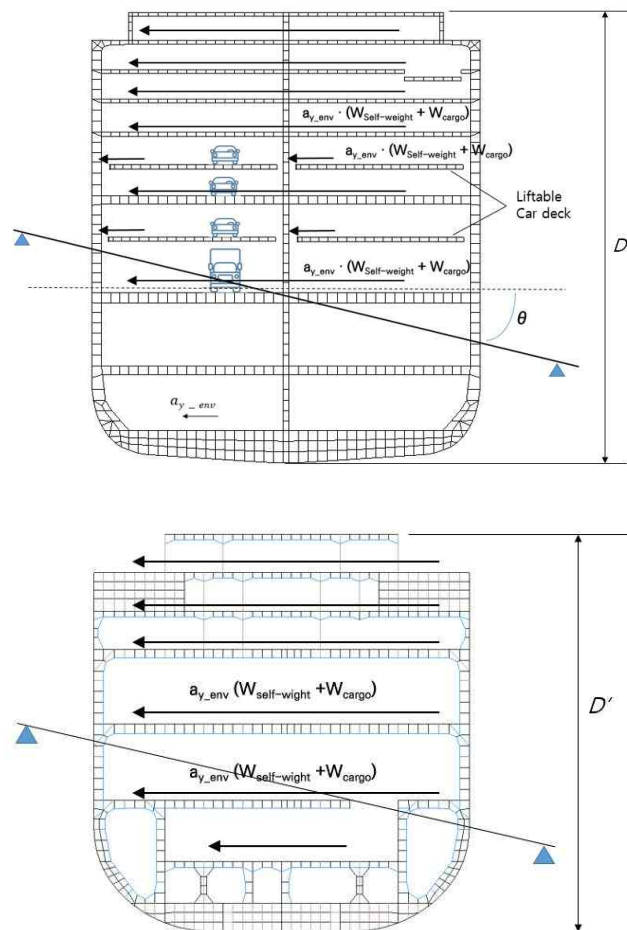 a_y_env · (W_Self-weight + W_cargo)
a_y_env · (W_Self-weight + W_cargo)
Liftable
Car deck
D
a_y_env · (W_Self-weight + W_cargo)
θ
a_y_env
a_y_env (W_self-wight +W_cargo)
D′
a_y_env (W_self-wight +W_cargo)